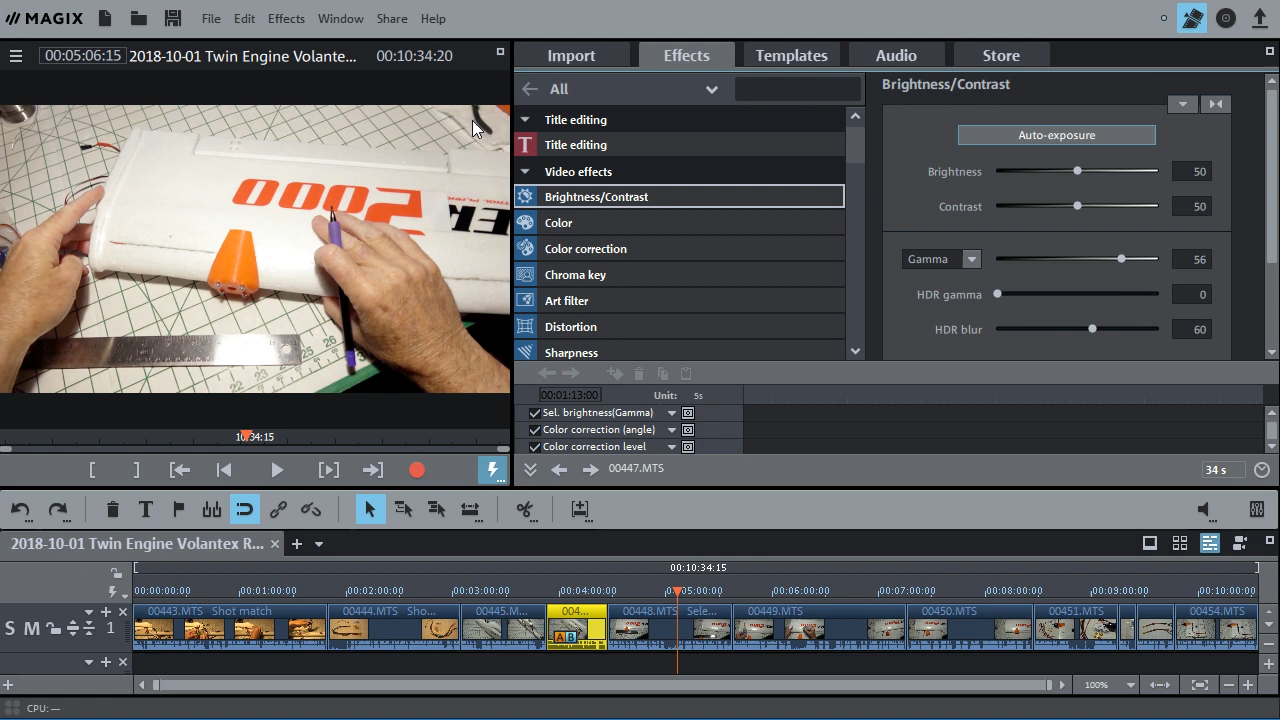 MAGIX File Edit Effects Window Share Help
00:05:06:15 2018-10-01 Twin Engine Volante... 00:10:34:20
Import Effects Templates Audio Store
All
Title editing
Title editing
Video effects
Brightness/Contrast
Color
Color correction
Chroma key
Art filter
Distortion
Sharpness
Brightness/Contrast
Auto-exposure
Brightness 50
Contrast 50
Gamma 56
HDR gamma 0
HDR blur 60
2000
25 26
10:34:15
00:01:13:00 Unit: 5s
Sel. brightness(Gamma)
Color correction (angle)
Color correction level
00447.MTS 34 s
2018-10-01 Twin Engine Volantex R...
00:10:34:15
00:00:00:00 00:01:00:00 00:02:00:00 00:03:00:00 00:04:00:00 00:05:00:00 00:06:00:00 00:07:00:00 00:08:00:00 00:09:00:00 00:10:00:00
00443.MTS Shot match 00444.MTS Sho... 00445.M... 004... 00448.MTS Sele... 00449.MTS 00450.MTS 00451.MTS 00454.MTS
S M 1
A B
100%
CPU: —